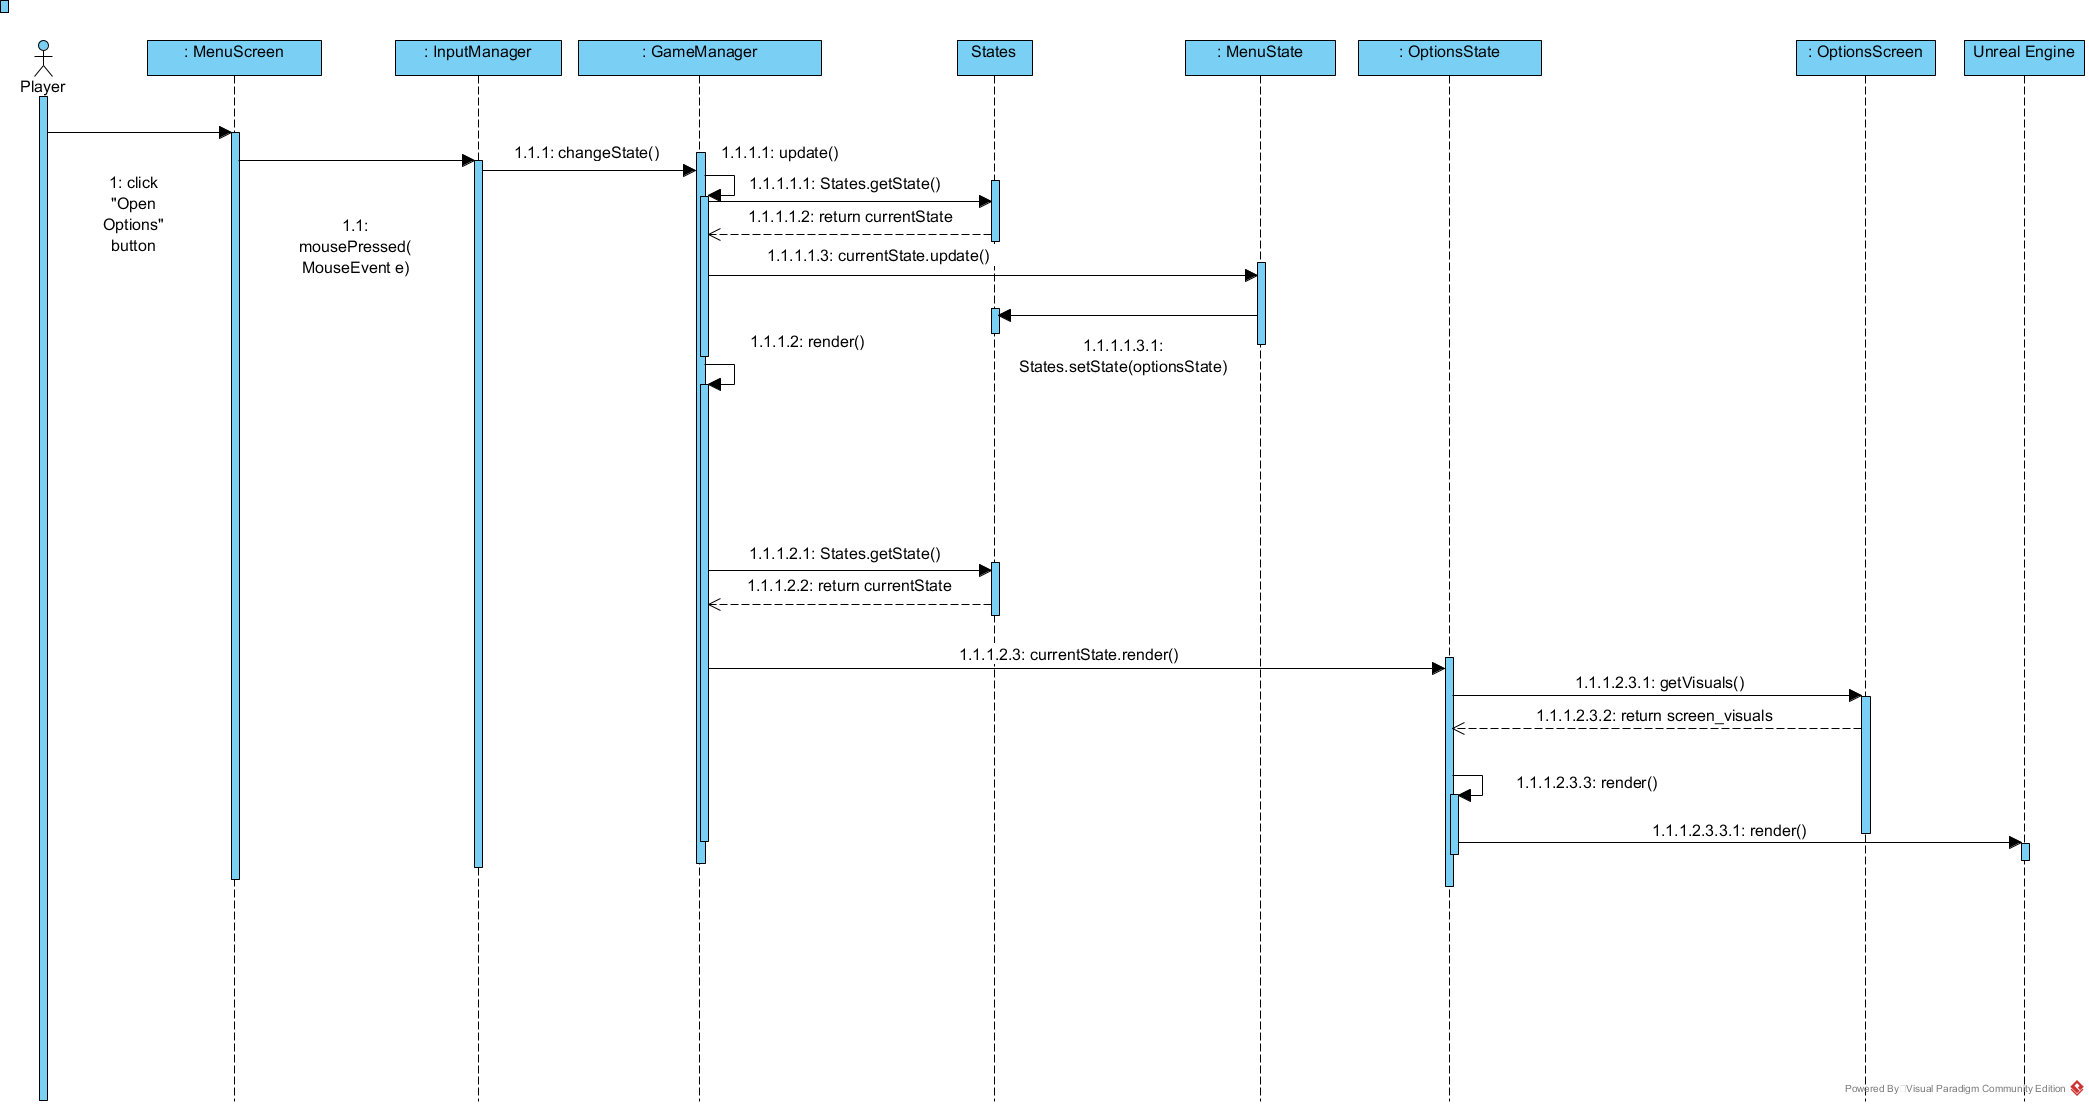 : MenuScreen
: InputManager
: GameManager
States
: MenuState
: OptionsState
: OptionsScreen
Unreal Engine
Player
1: click
"Open
Options"
button
1.1:
mousePressed(
MouseEvent e)
1.1.1: changeState()
1.1.1.1: update()
1.1.1.1.1: States.getState()
1.1.1.1.2: return currentState
1.1.1.1.3: currentState.update()
1.1.1.1.3.1:
States.setState(optionsState)
1.1.1.2: render()
1.1.1.2.1: States.getState()
1.1.1.2.2: return currentState
1.1.1.2.3: currentState.render()
1.1.1.2.3.1: getVisuals()
1.1.1.2.3.2: return screen_visuals
1.1.1.2.3.3: render()
1.1.1.2.3.3.1: render()
Powered By Visual Paradigm Community Edition